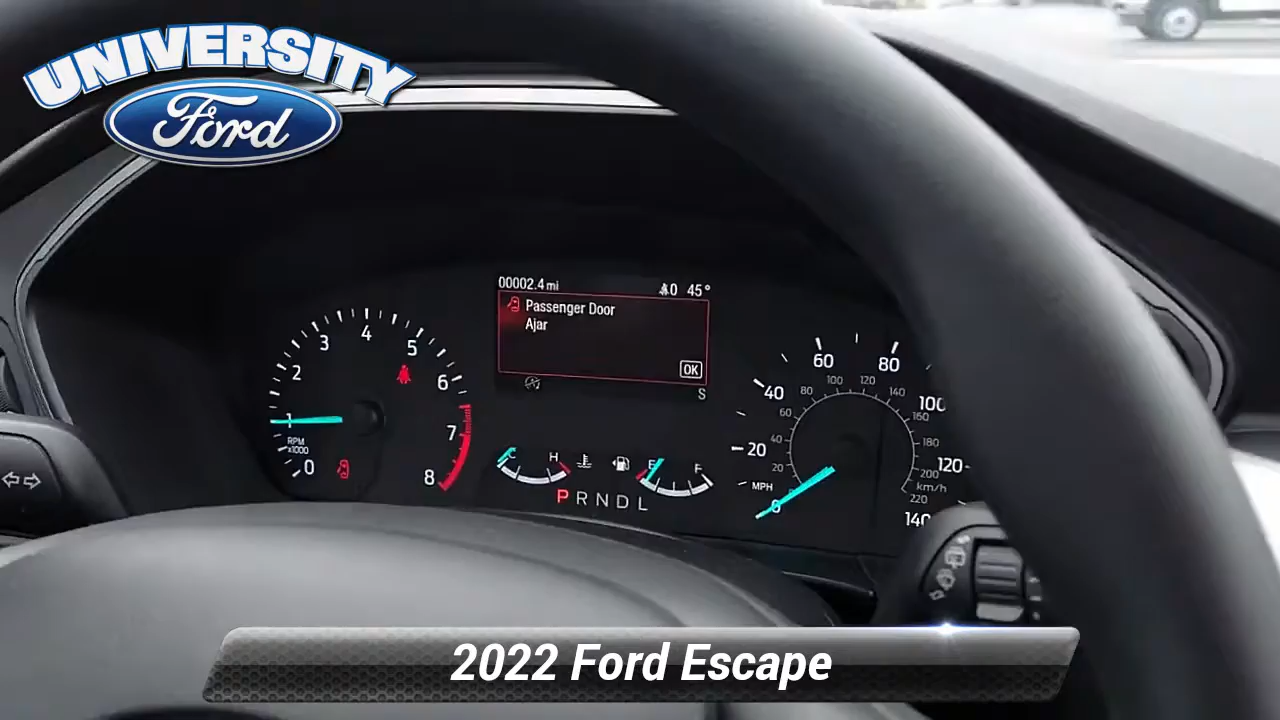 UNIVERSITY
Ford
00002.4 mi
0 45°
Passenger Door
Ajar
OK
S
0
1
2
3
4
5
6
7
8
RPM
x1000
C H
E F
P R N D L
0
20
40
60
80
100
120
140
MPH
20
40
60
80
100
120
140
160
180
200
220
km/h
2022 Ford Escape